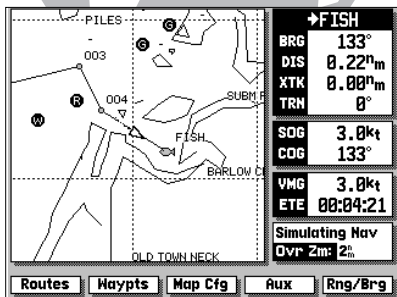 PILES
G
G
003
R
004
W
SUBM P
FISH
BARLOW C
OLD TOWN NECK
→FISH
BRG 133°
DIS 0.22nm
XTK 0.00nm
TRN 0°
SOG 3.0kt
COG 133°
VMG 3.0kt
ETE 00:04:21
Simulating Nav
Ovr Zm: 2nm
Routes Waypts Map Cfg Aux Rng/Brg